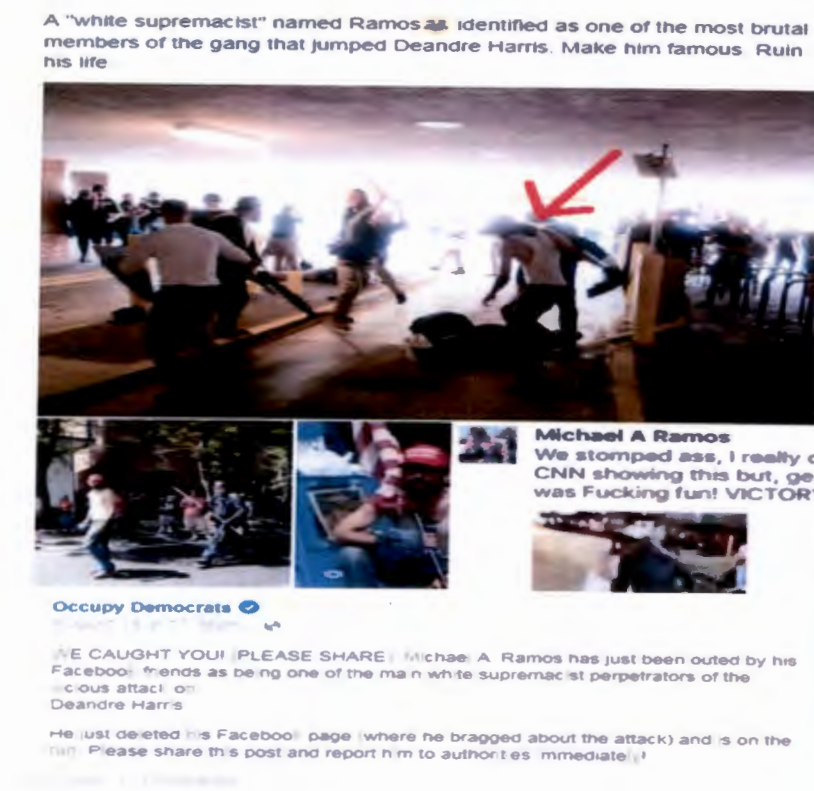 A "white supremacist" named Ramos identified as one of the most brutal
members of the gang that jumped Deandre Harris. Make him famous Ruin
his life
Michael A Ramos
We stomped ass, I really
CNN showing this but, ge
was Fucking fun! VICTORY
Occupy Democrats
WE CAUGHT YOU! PLEASE SHARE Michael A Ramos has just been outed by his
Facebook friends as being one of the main white supremacist perpetrators of the
vicious attack on
Deandre Harris
He just deleted his Facebook page (where he bragged about the attack) and is on the
Please share this post and report him to authorities immediately!